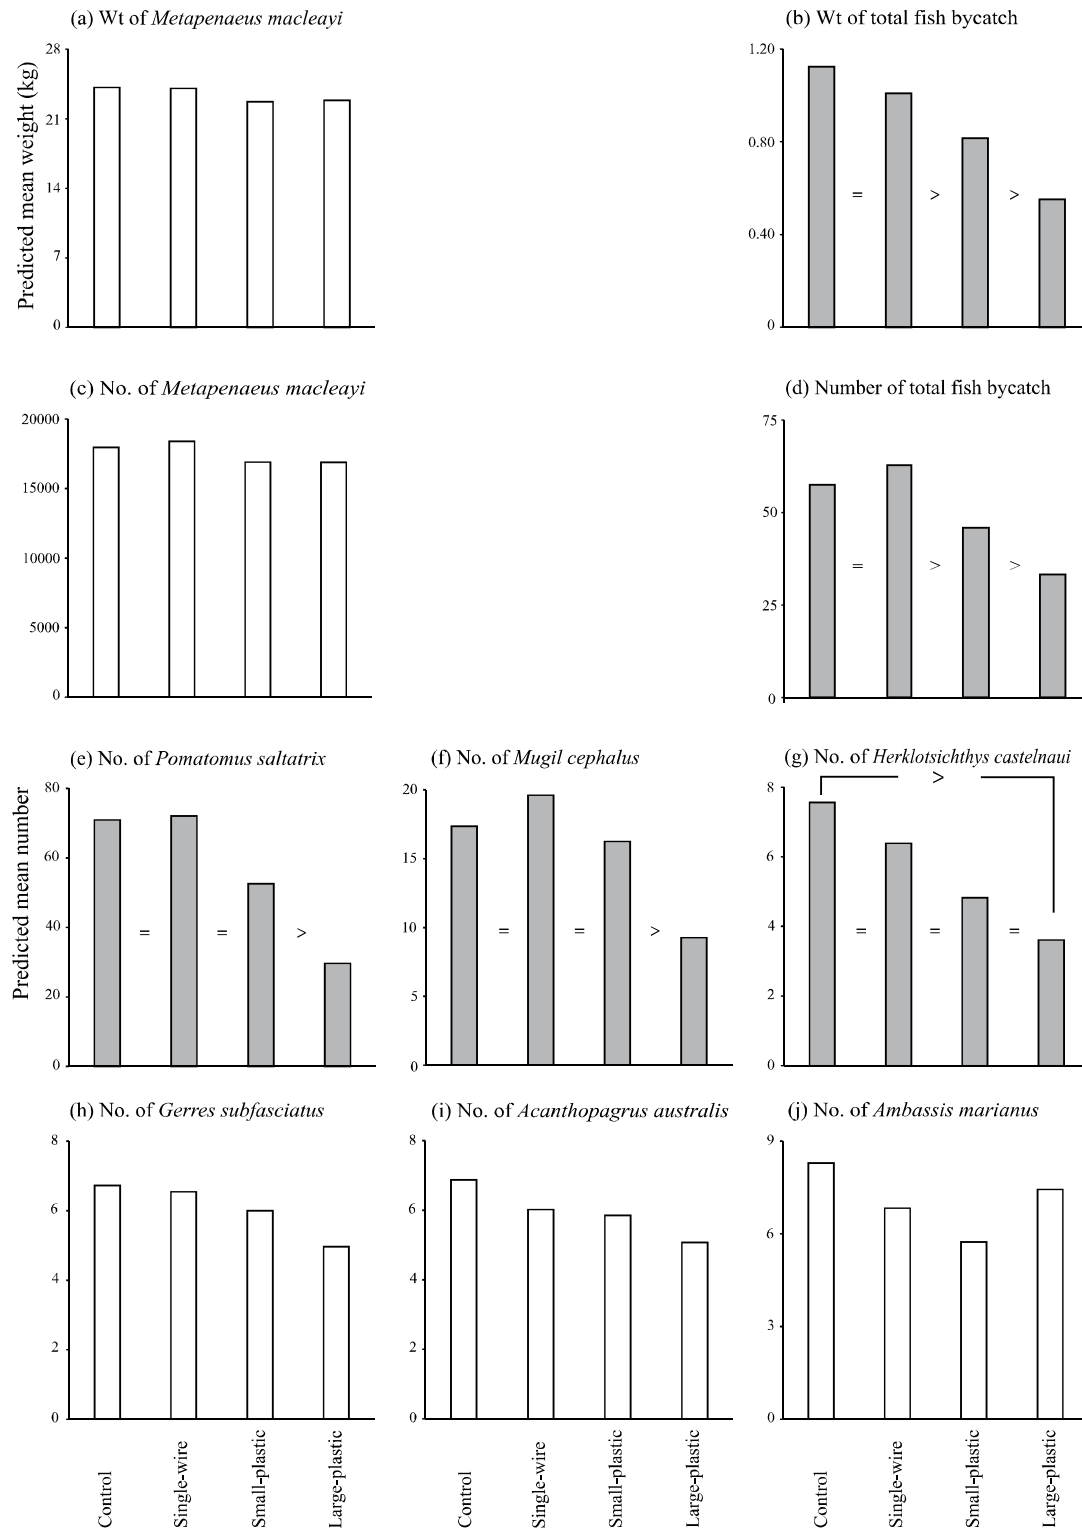 (a) Wt of Metapenaeus macleayi
(b) Wt of total fish bycatch
Predicted mean weight (kg)
28
21
14
7
0
1.20
0.80
0.40
0
= > >
(c) No. of Metapenaeus macleayi
(d) Number of total fish bycatch
20000
15000
10000
5000
0
75
50
25
0
= > >
(e) No. of Pomatomus saltatrix
(f) No. of Mugil cephalus
(g) No. of Herklotsichthys castelnaui
Predicted mean number
80
60
40
20
0
= = >
20
15
10
5
0
= = >
>
8
6
4
2
0
= = =
(h) No. of Gerres subfasciatus
(i) No. of Acanthopagrus australis
(j) No. of Ambassis marianus
8
6
4
2
0
8
6
4
2
0
9
6
3
0
Control
Single-wire
Small-plastic
Large-plastic
Control
Single-wire
Small-plastic
Large-plastic
Control
Single-wire
Small-plastic
Large-plastic